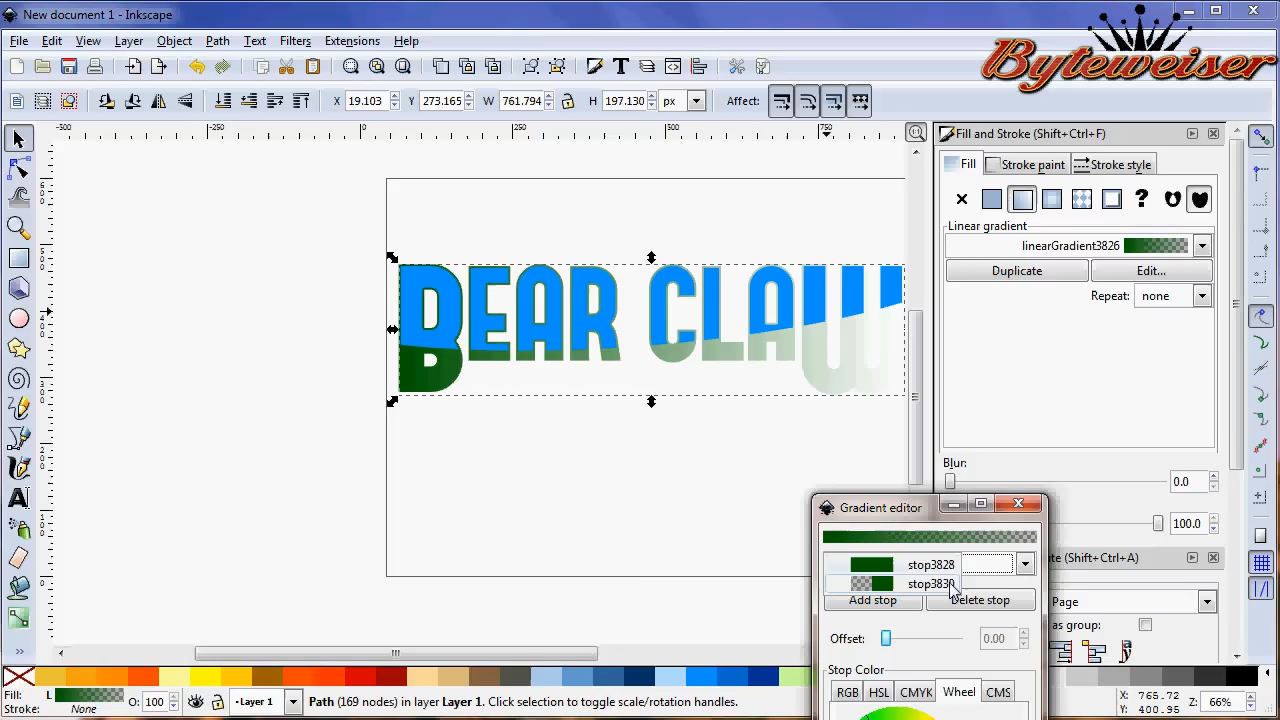 New document 1 - Inkscape
File Edit View Layer Object Path Text Filters Extensions Help
Byteweiser
X 19.103 Y 273.165 W 761.794 H 197.130 px Affect:
-500 -250 0 250 500 750
Fill and Stroke (Shift+Ctrl+F)
Fill Stroke paint Stroke style
?
Linear gradient
linearGradient3826
Duplicate Edit...
Repeat: none
BEAR CLAW
Blur:
0.0
100.0
Gradient editor
stop3828
stop3830
Add stop Delete stop
Offset: 0.00
Stop Color
RGB HSL CMYK Wheel CMS
(Shift+Ctrl+A)
Page
as group:
Fill: L
Stroke: None
O: 100
Layer 1
Path (169 nodes) in layer Layer 1. Click selection to toggle scale/rotation handles.
X: 765.72
Y: 400.95
Z: 66%